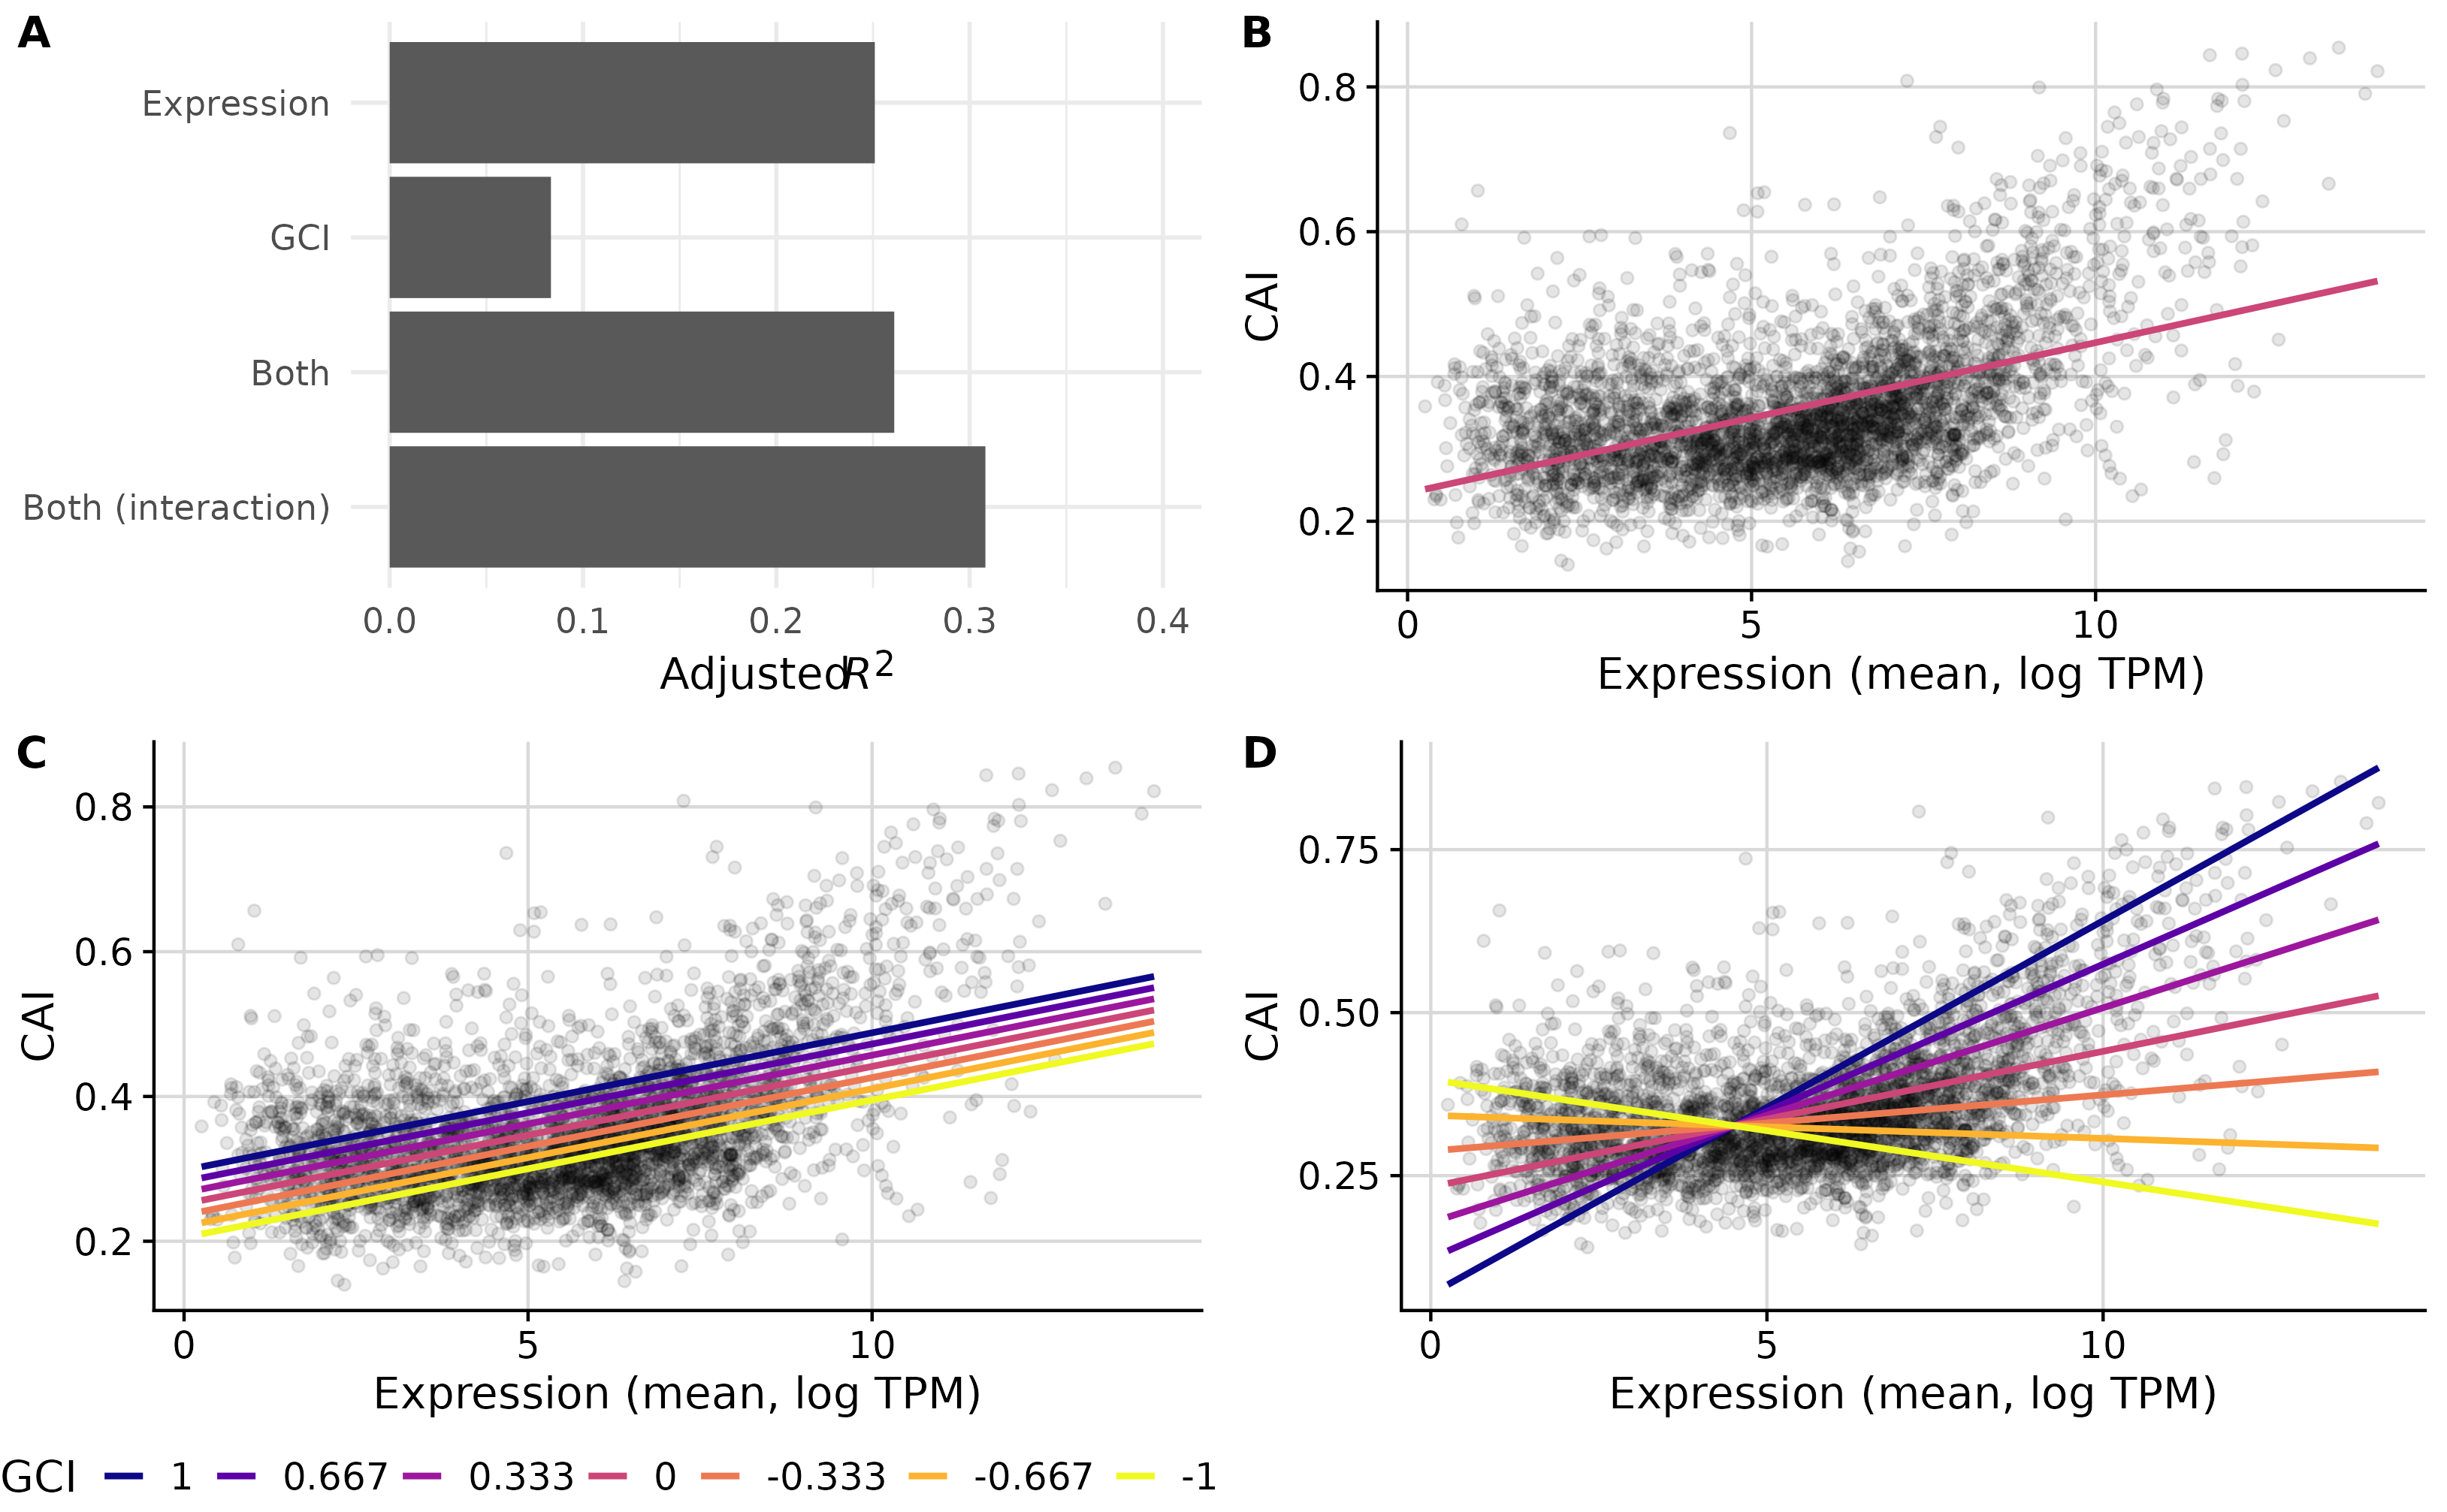 A
Expression
GCI
Both
Both (interaction)
0.0 0.1 0.2 0.3 0.4
Adjusted R²
B
CAI
0.8
0.6
0.4
0.2
0 5 10
Expression (mean, log TPM)
C
CAI
0.8
0.6
0.4
0.2
0 5 10
Expression (mean, log TPM)
D
CAI
0.75
0.50
0.25
0 5 10
Expression (mean, log TPM)
GCI 1 0.667 0.333 0 -0.333 -0.667 -1